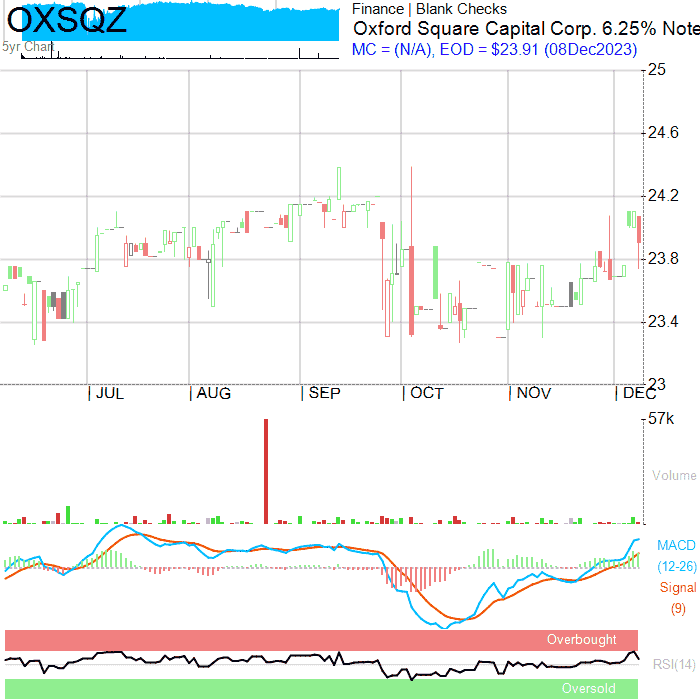 OXSQZ
5yr Chart
Finance | Blank Checks
Oxford Square Capital Corp. 6.25% Note
MC = (N/A), EOD = $23.91 (08Dec2023)
25
24.6
24.2
23.8
23.4
23
JUL AUG SEP OCT NOV DEC
57k
Volume
MACD
(12-26)
Signal
(9)
Overbought
RSI(14)
Oversold